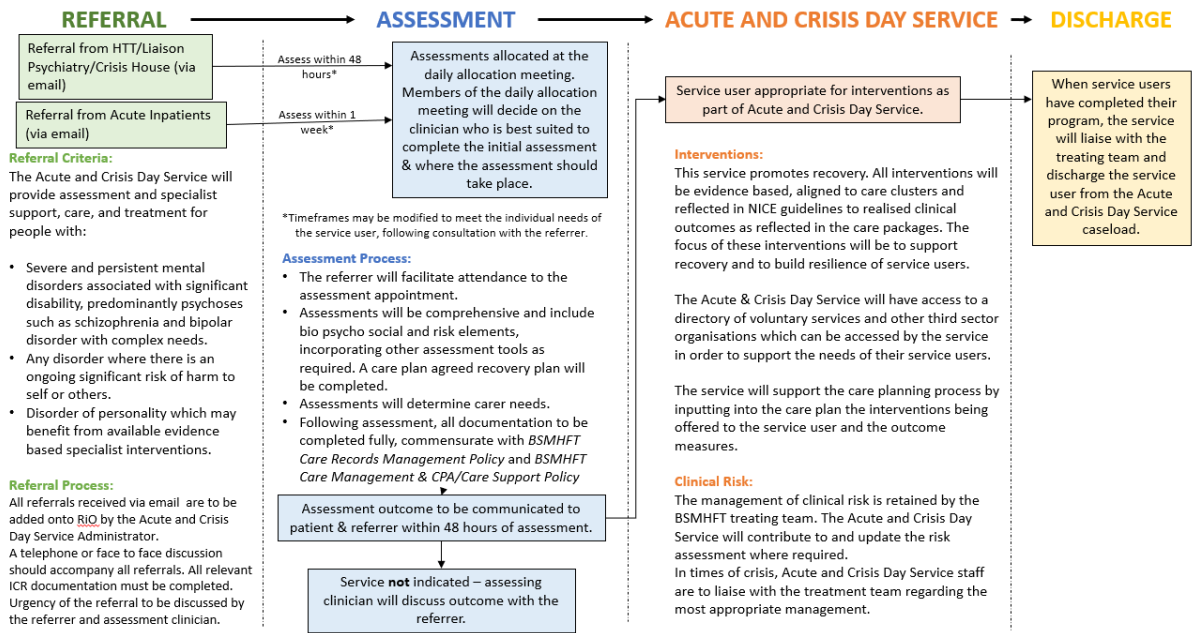 REFERRAL
ASSESSMENT
ACUTE AND CRISIS DAY SERVICE
DISCHARGE
Referral from HTT/Liaison
Psychiatry/Crisis House (via
email)
Referral from Acute Inpatients
(via email)
Referral Criteria:
The Acute and Crisis Day Service will
provide assessment and specialist
support, care, and treatment for
people with:
• Severe and persistent mental
disorders associated with significant
disability, predominantly psychoses
such as schizophrenia and bipolar
disorder with complex needs.
• Any disorder where there is an
ongoing significant risk of harm to
self or others.
• Disorder of personality which may
benefit from available evidence
based specialist interventions.
Referral Process:
All referrals received via email are to be
added onto RiO by the Acute and Crisis
Day Service Administrator.
A telephone or face to face discussion
should accompany all referrals. All relevant
ICR documentation must be completed.
Urgency of the referral to be discussed by
the referrer and assessment clinician.
Assess within 48
hours*
Assess within 1
week*
Assessments allocated at the
daily allocation meeting.
Members of the daily allocation
meeting will decide on the
clinician who is best suited to
complete the initial assessment
& where the assessment should
take place.
*Timeframes may be modified to meet the individual needs of
the service user, following consultation with the referrer.
Assessment Process:
• The referrer will facilitate attendance to the
assessment appointment.
• Assessments will be comprehensive and include
bio psycho social and risk elements,
incorporating other assessment tools as
required. A care plan agreed recovery plan will
be completed.
• Assessments will determine carer needs.
• Following assessment, all documentation to be
completed fully, commensurate with BSMHFT
Care Records Management Policy and BSMHFT
Care Management & CPA/Care Support Policy
Assessment outcome to be communicated to
patient & referrer within 48 hours of assessment.
Service not indicated – assessing
clinician will discuss outcome with the
referrer.
Service user appropriate for interventions as
part of Acute and Crisis Day Service.
Interventions:
This service promotes recovery. All interventions will
be evidence based, aligned to care clusters and
reflected in NICE guidelines to realised clinical
outcomes as reflected in the care packages. The
focus of these interventions will be to support
recovery and to build resilience of service users.
The Acute & Crisis Day Service will have access to a
directory of voluntary services and other third sector
organisations which can be accessed by the service
in order to support the needs of their service users.
The service will support the care planning process by
inputting into the care plan the interventions being
offered to the service user and the outcome
measures.
Clinical Risk:
The management of clinical risk is retained by the
BSMHFT treating team. The Acute and Crisis Day
Service will contribute to and update the risk
assessment where required.
In times of crisis, Acute and Crisis Day Service staff
are to liaise with the treatment team regarding the
most appropriate management.
When service users
have completed their
program, the service
will liaise with the
treating team and
discharge the service
user from the Acute
and Crisis Day Service
caseload.